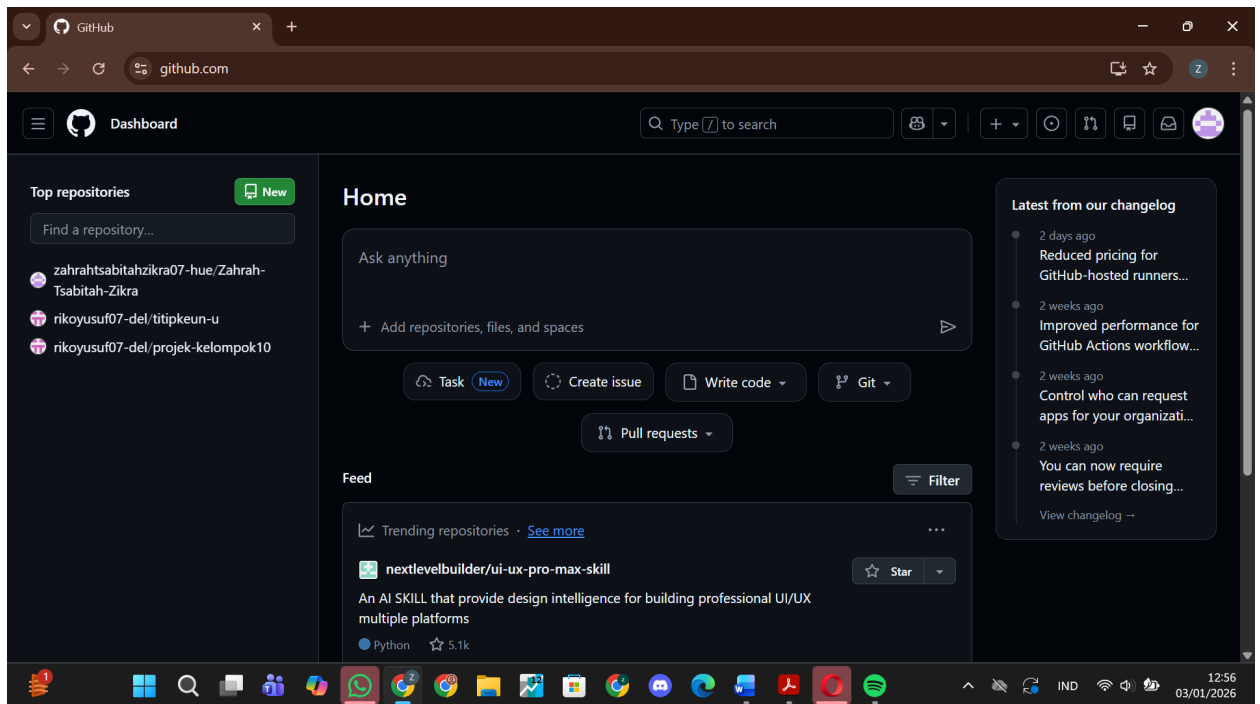 GitHub
github.com
Dashboard
Type / to search
Top repositories
New
Find a repository...
zahrahtsabitahzikra07-hue/Zahrah-
Tsabitah-Zikra
rikoyusuf07-del/titipkeun-u
rikoyusuf07-del/projek-kelompok10
Home
Ask anything
Add repositories, files, and spaces
Task New
Create issue
Write code
Git
Pull requests
Feed
Filter
Trending repositories · See more
nextlevelbuilder/ui-ux-pro-max-skill
Star
An AI SKILL that provide design intelligence for building professional UI/UX
multiple platforms
Python 5.1k
Latest from our changelog
2 days ago
Reduced pricing for
GitHub-hosted runners...
2 weeks ago
Improved performance for
GitHub Actions workflow...
2 weeks ago
Control who can request
apps for your organizati...
2 weeks ago
You can now require
reviews before closing...
View changelog →
Z
1
Z
12
IND
12:56
03/01/2026